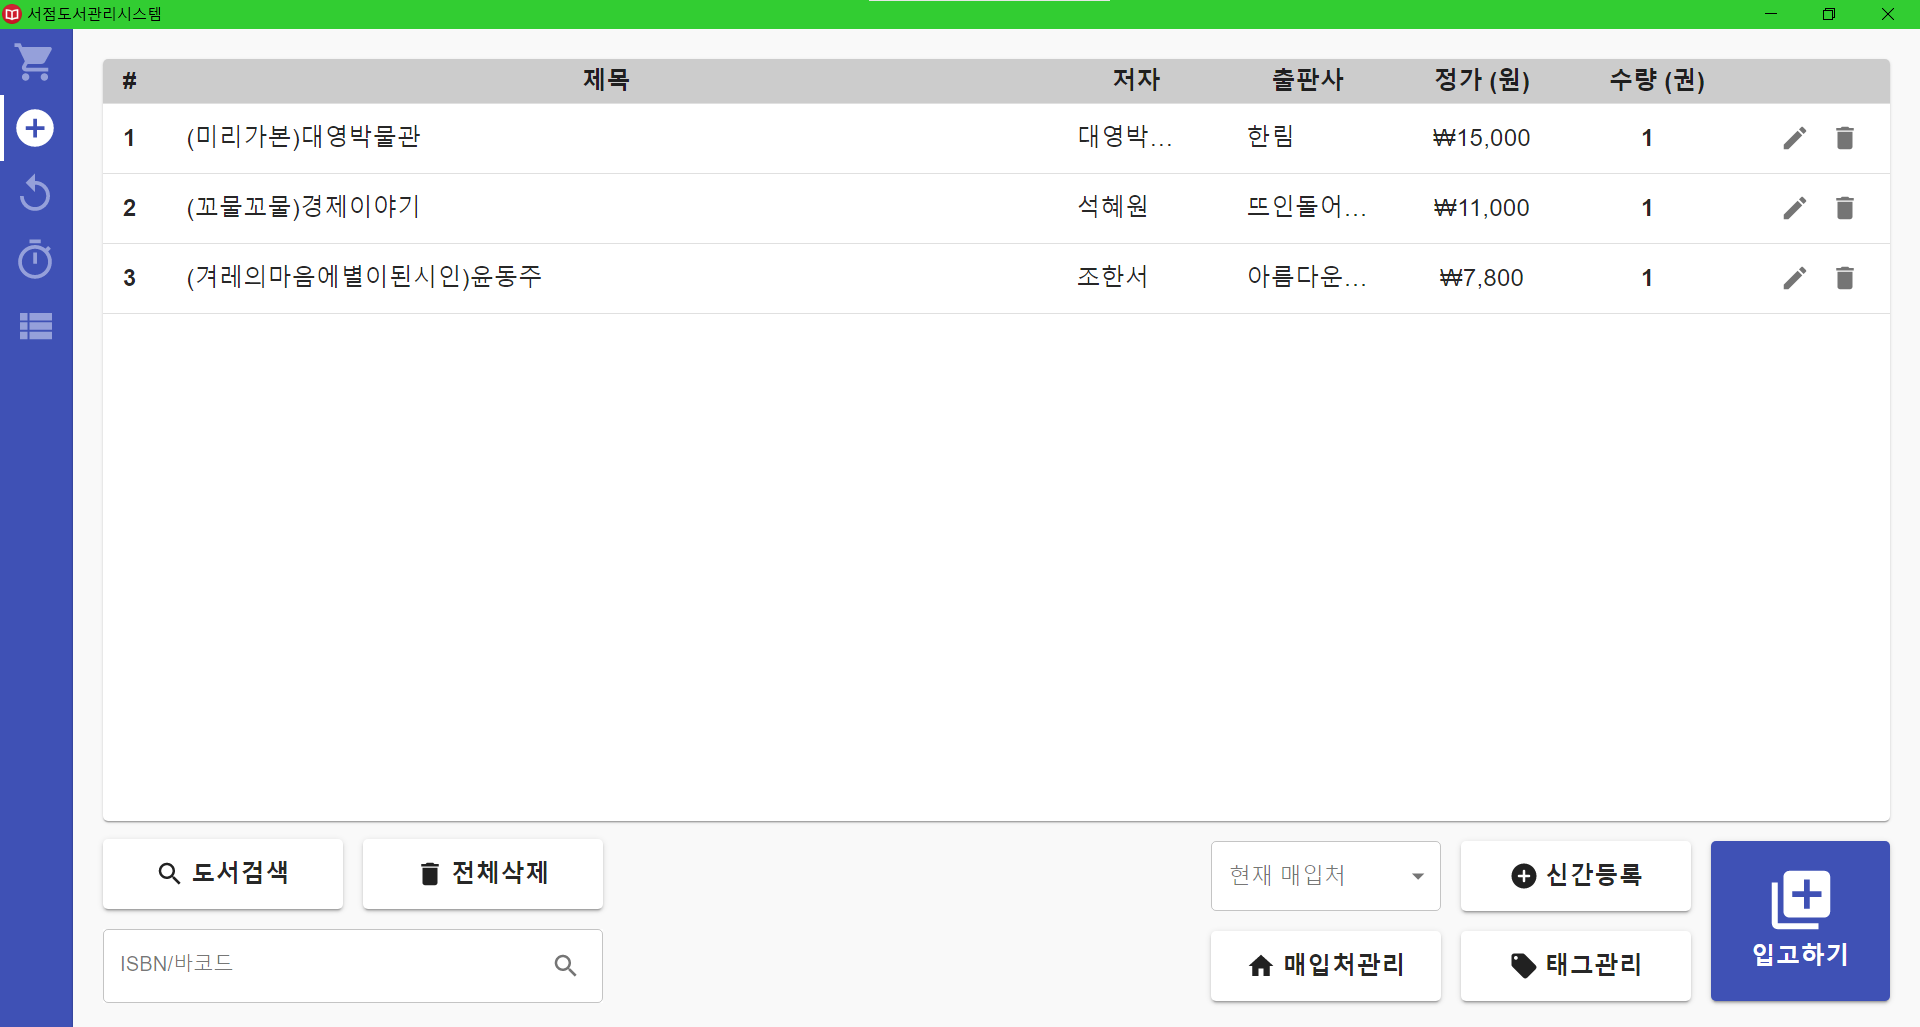 서점도서관리시스템
# 제목 저자 출판사 정가 (원) 수량 (권)
1 (미리가본)대영박물관 대영박... 한림 ₩15,000 1
2 (꼬물꼬물)경제이야기 석혜원 뜨인돌어... ₩11,000 1
3 (겨레의마음에별이된시인)윤동주 조한서 아름다운... ₩7,800 1
도서검색 전체삭제 현재 매입처 신간등록
ISBN/바코드 매입처관리 태그관리 입고하기